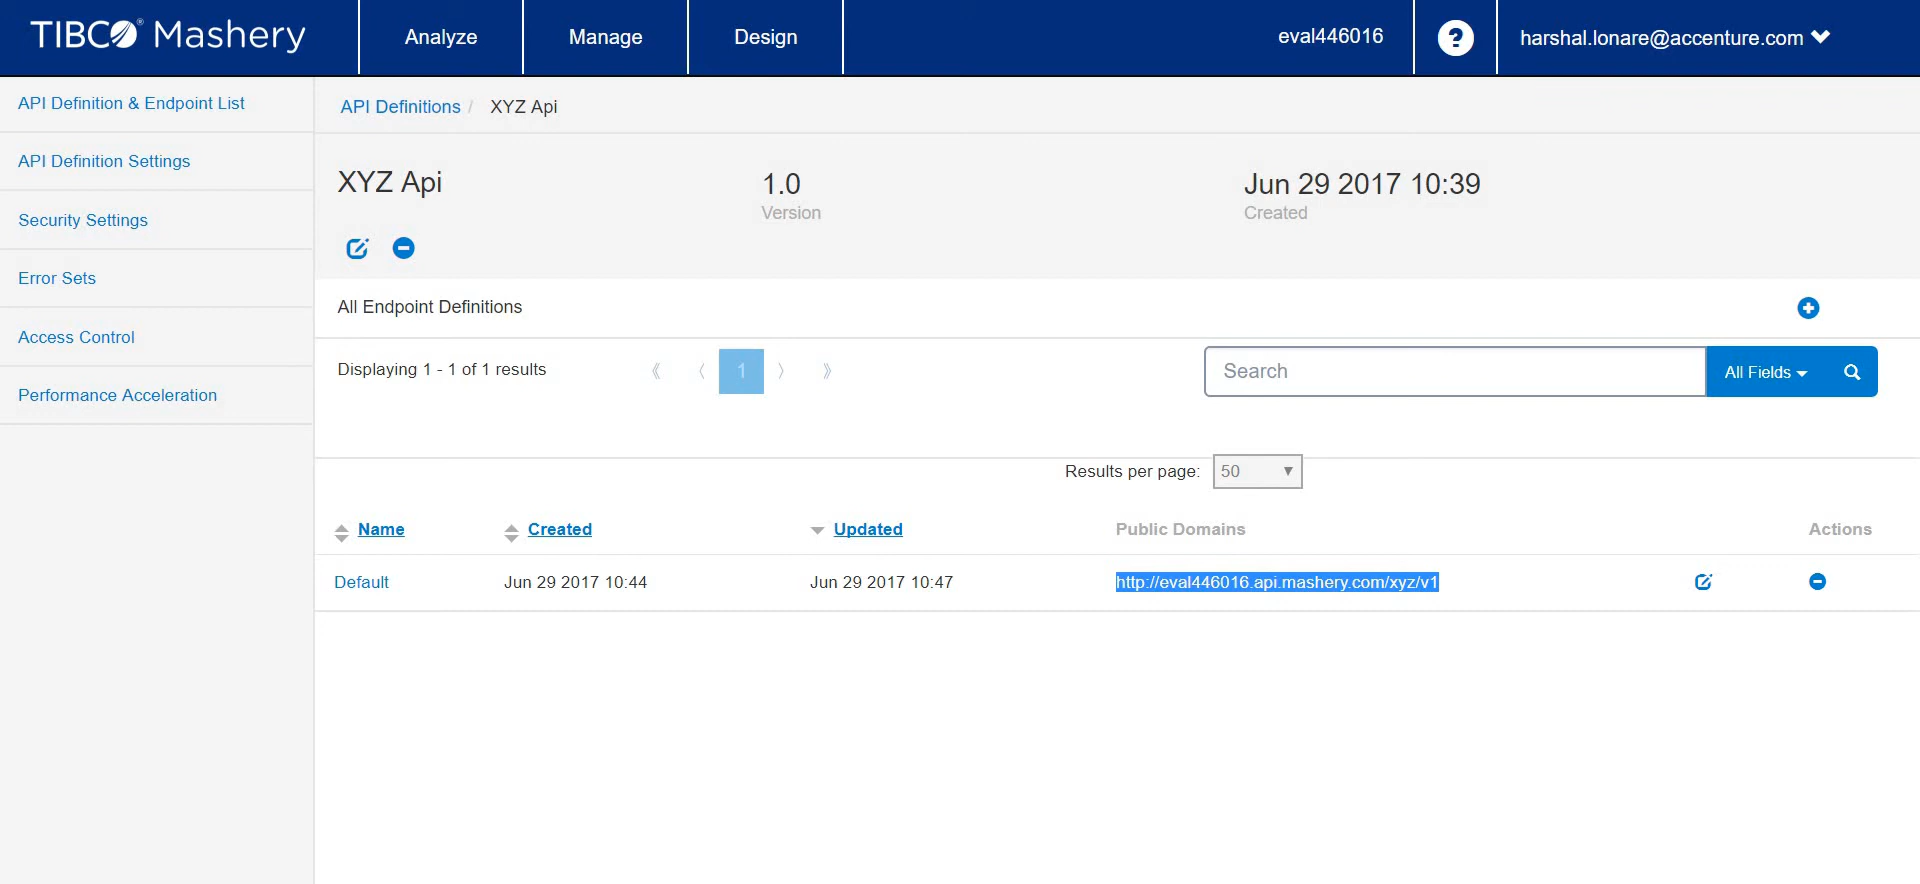 TIBCO® Mashery
Analyze
Manage
Design
eval446016
?
harshal.lonare@accenture.com
API Definition & Endpoint List
API Definition Settings
Security Settings
Error Sets
Access Control
Performance Acceleration
API Definitions / XYZ Api
XYZ Api
1.0
Version
Jun 29 2017 10:39
Created
All Endpoint Definitions
Displaying 1 - 1 of 1 results
《 〈 1 〉 》
Search
All Fields
Results per page: 50
Name Created Updated Public Domains Actions
Default Jun 29 2017 10:44 Jun 29 2017 10:47 http://eval446016.api.mashery.com/xyz/v1